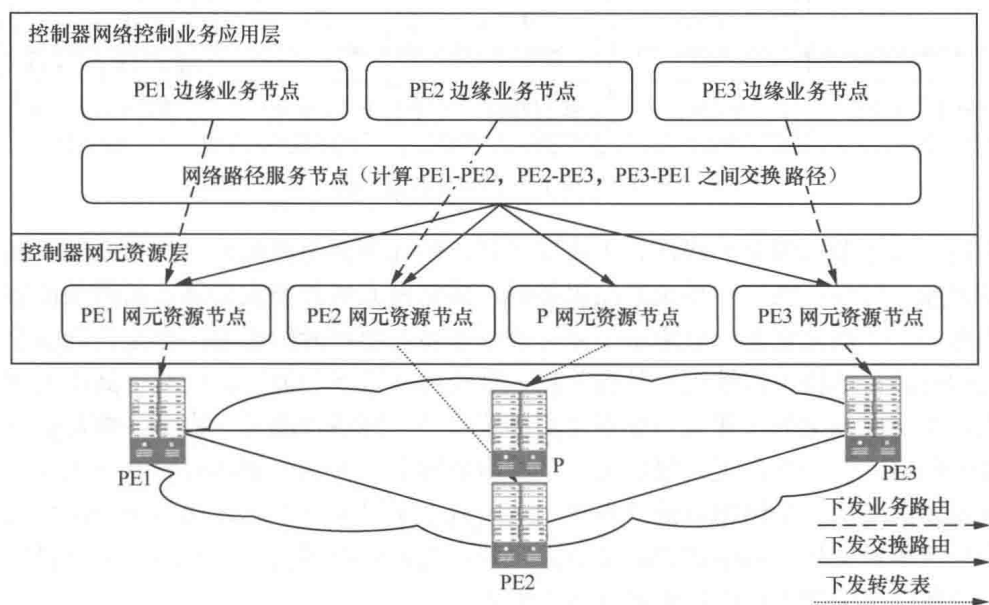 控制器网络控制业务应用层
PE1 边缘业务节点
PE2 边缘业务节点
PE3 边缘业务节点
网络路径服务节点（计算 PE1-PE2，PE2-PE3，PE3-PE1 之间交换路径）
控制器网元资源层
PE1 网元资源节点
PE2 网元资源节点
P 网元资源节点
PE3 网元资源节点
PE1
P
PE3
PE2
下发业务路由
下发交换路由
下发转发表